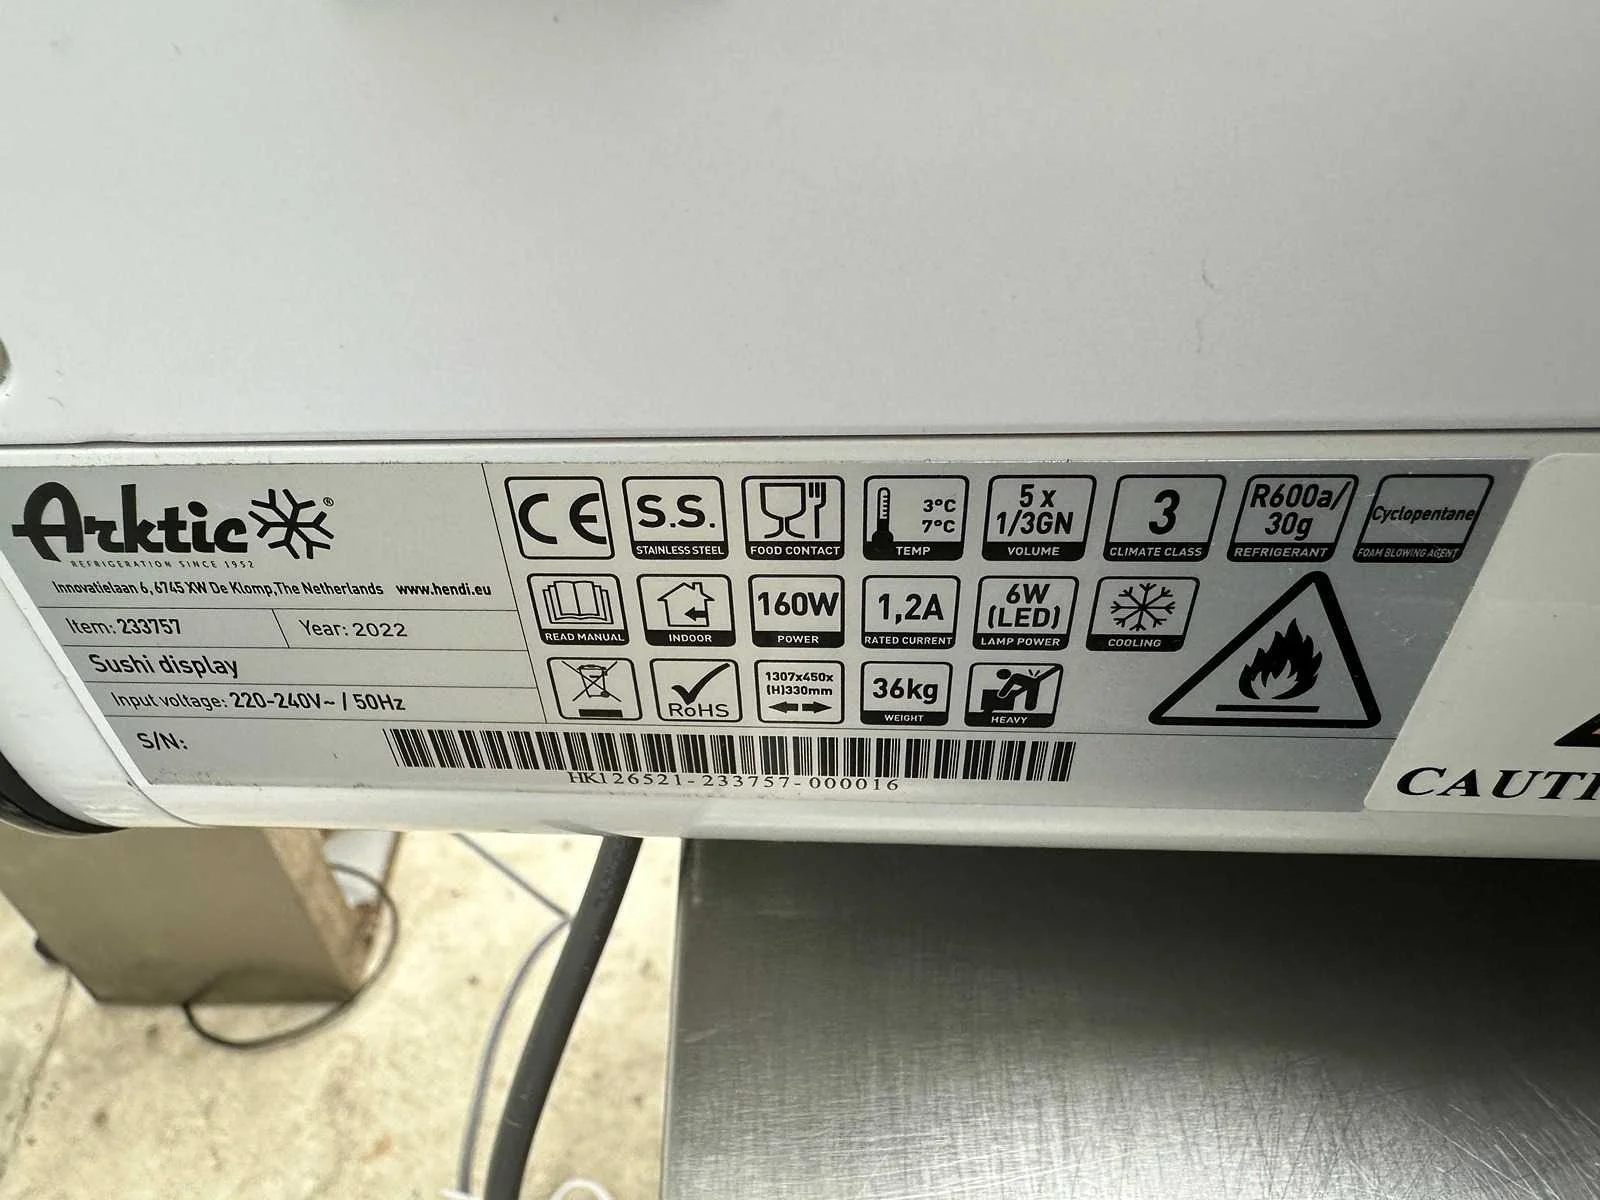 Arktic ®
REFRIGERATION SINCE 1952
Innovatielaan 6, 6745 XW De Klomp, The Netherlands www.hendi.eu
Item: 233757 Year: 2022
Sushi display
Input voltage: 220-240V~ / 50Hz
S/N:
CE
S.S.
STAINLESS STEEL
FOOD CONTACT
3°C
7°C
TEMP
5 x
1/3GN
VOLUME
3
CLIMATE CLASS
R600a/
30g
REFRIGERANT
Cyclopentane
FOAM BLOWING AGENT
READ MANUAL
INDOOR
160W
POWER
1,2A
RATED CURRENT
6W
(LED)
LAMP POWER
COOLING
RoHS
1307x450x
(H)330mm
36kg
WEIGHT
HEAVY
HK126521-233757-000016
CAUTI